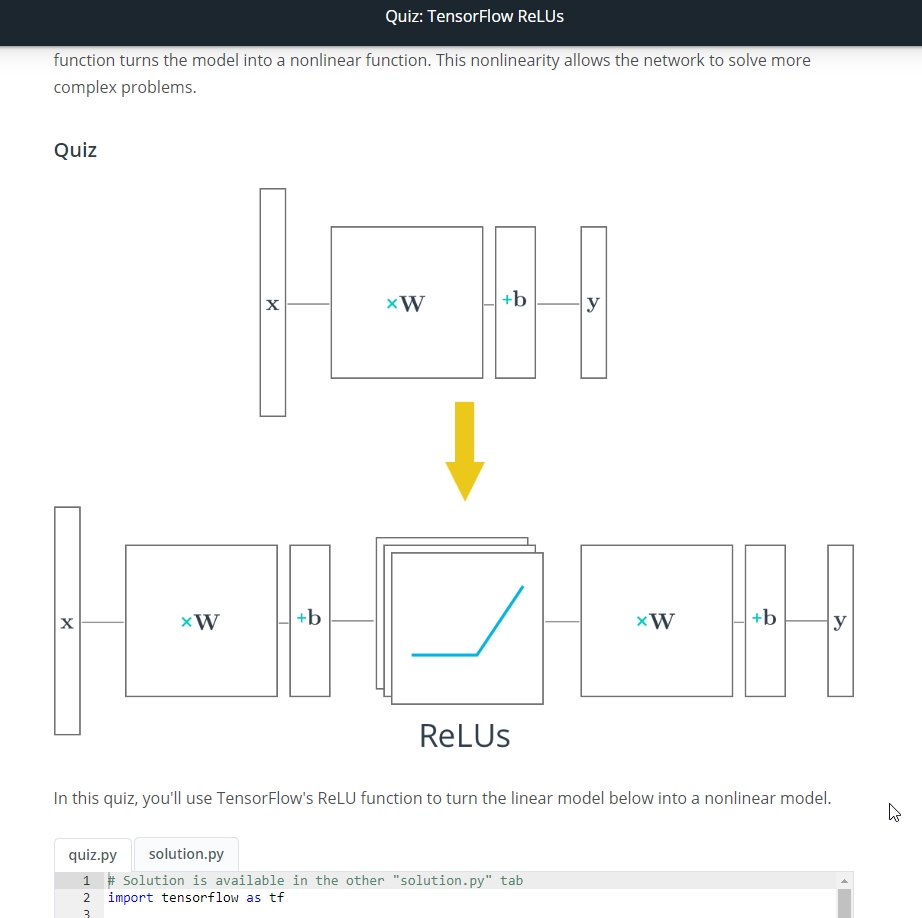 Quiz: TensorFlow ReLUs
function turns the model into a nonlinear function. This nonlinearity allows the network to solve more
complex problems.
Quiz
x ×W +b y
x ×W +b ×W +b y
ReLUs
In this quiz, you'll use TensorFlow's ReLU function to turn the linear model below into a nonlinear model.
quiz.py solution.py
1 # Solution is available in the other "solution.py" tab
2 import tensorflow as tf
3